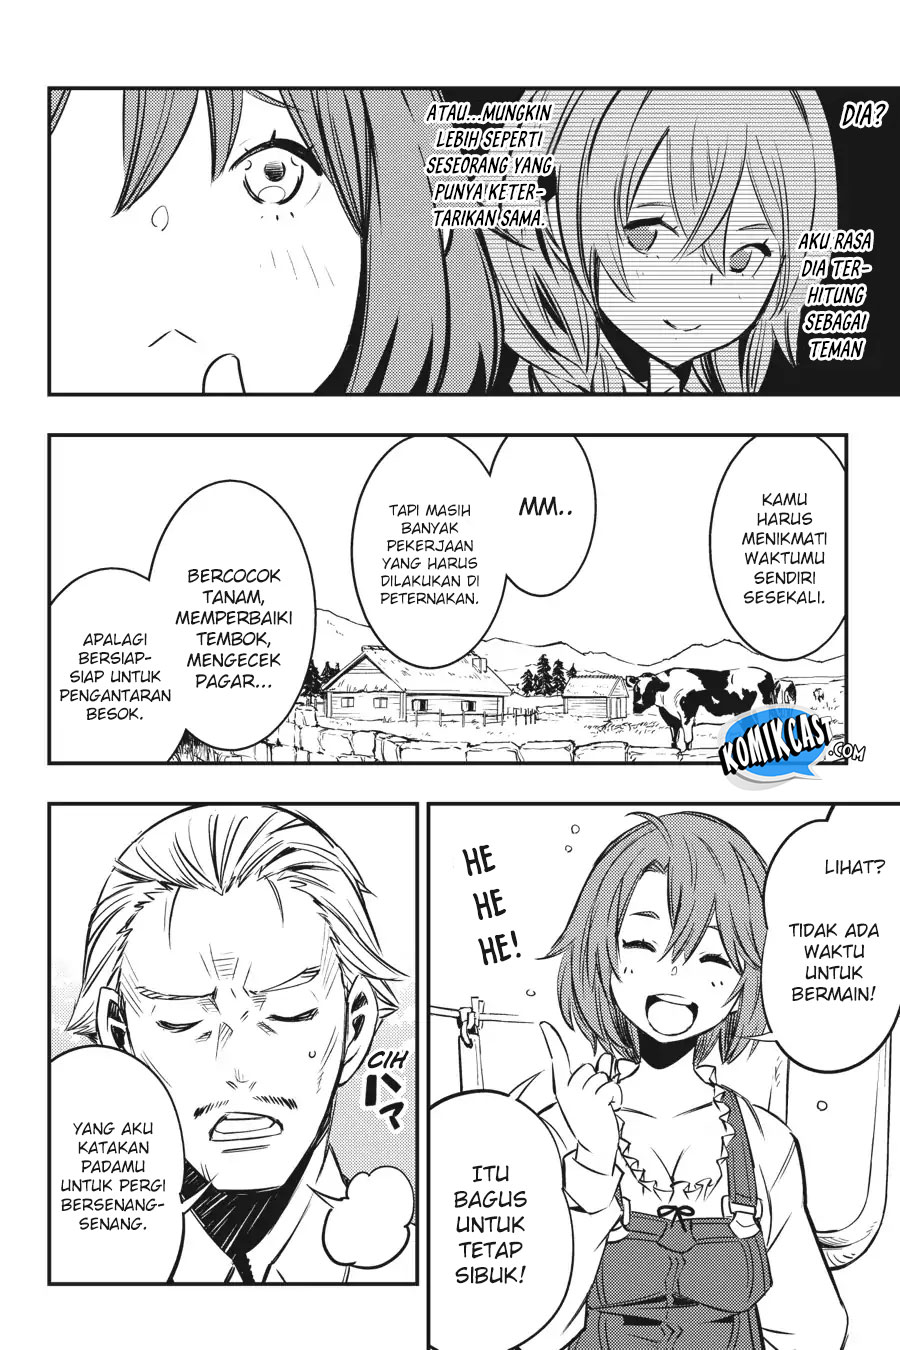 DIA?
AKU RASA
DIA TER-
HITUNG
SEBAGAI
TEMAN
ATAU...MUNGKIN
LEBIH SEPERTI
SESEORANG YANG
PUNYA KETER-
TARIKAN SAMA.
KAMU
HARUS
MENIKMATI
WAKTUMU
SENDIRI
SESEKALI.
MM..
TAPI MASIH
BANYAK
PEKERJAAN
YANG HARUS
DILAKUKAN DI
PETERNAKAN.
BERCOCOK
TANAM,
MEMPERBAIKI
TEMBOK,
MENGECEK
PAGAR...
APALAGI
BERSIAP-
SIAP UNTUK
PENGANTARAN
BESOK.
KOMIKCAST.COM
LIHAT?
TIDAK ADA
WAKTU
UNTUK
BERMAIN!
HE
HE
HE!
ITU
BAGUS
UNTUK
TETAP
SIBUK!
CIH
ハァ
YANG AKU
KATAKAN
PADAMU
UNTUK PERGI
BERSENANG-
SENANG.